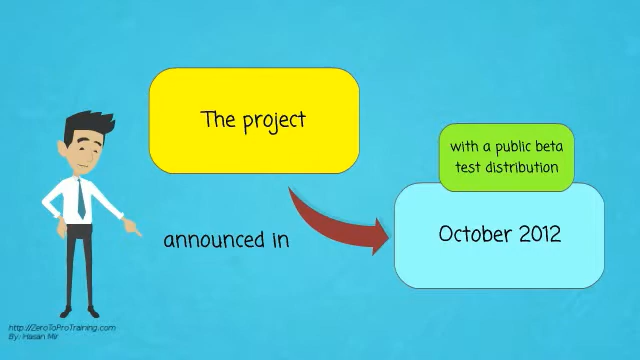 The project
with a public beta
test distribution
announced in
October 2012
http://ZeroToProTraining.com
By: Hasan Mir